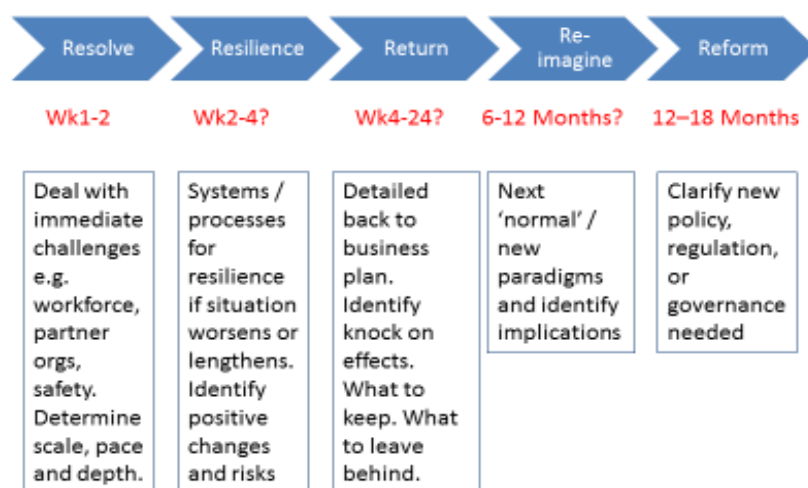 Resolve
Resilience
Return
Re-
imagine
Reform
Wk1-2
Wk2-4?
Wk4-24?
6-12 Months?
12–18 Months
Deal with
immediate
challenges
e.g.
workforce,
partner
orgs,
safety.
Determine
scale, pace
and depth.
Systems /
processes
for
resilience
if situation
worsens or
lengthens.
Identify
positive
changes
and risks
Detailed
back to
business
plan.
Identify
knock on
effects.
What to
keep. What
to leave
behind.
Next
‘normal’ /
new
paradigms
and identify
implications
Clarify new
policy,
regulation,
or
governance
needed